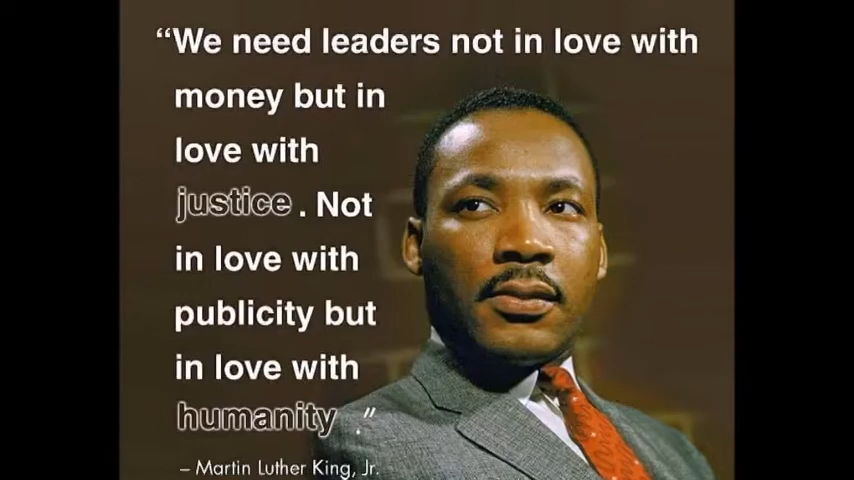 “We need leaders not in love with
money but in
love with
justice . Not
in love with
publicity but
in love with
humanity .”
– Martin Luther King, Jr.